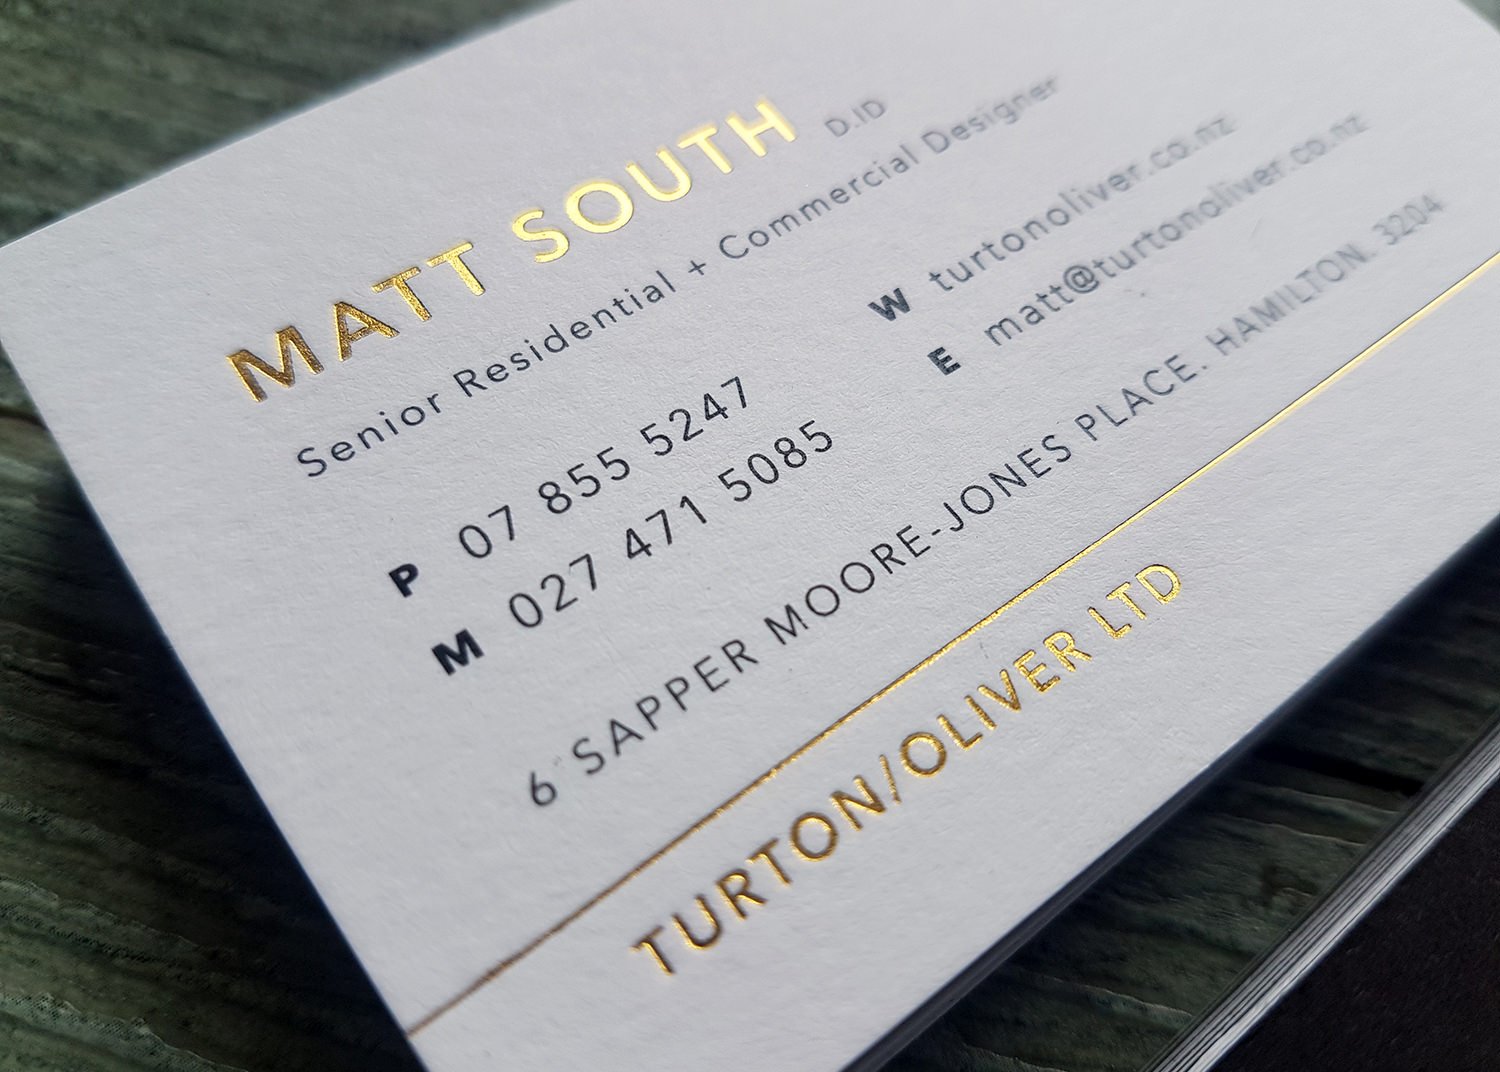 MATT SOUTH D.ID
Senior Residential + Commercial Designer
P 07 855 5247
M 027 471 5085
W turtonoliver.co.nz
E matt@turtonoliver.co.nz
6 SAPPER MOORE-JONES PLACE. HAMILTON. 3204
TURTON/OLIVER LTD